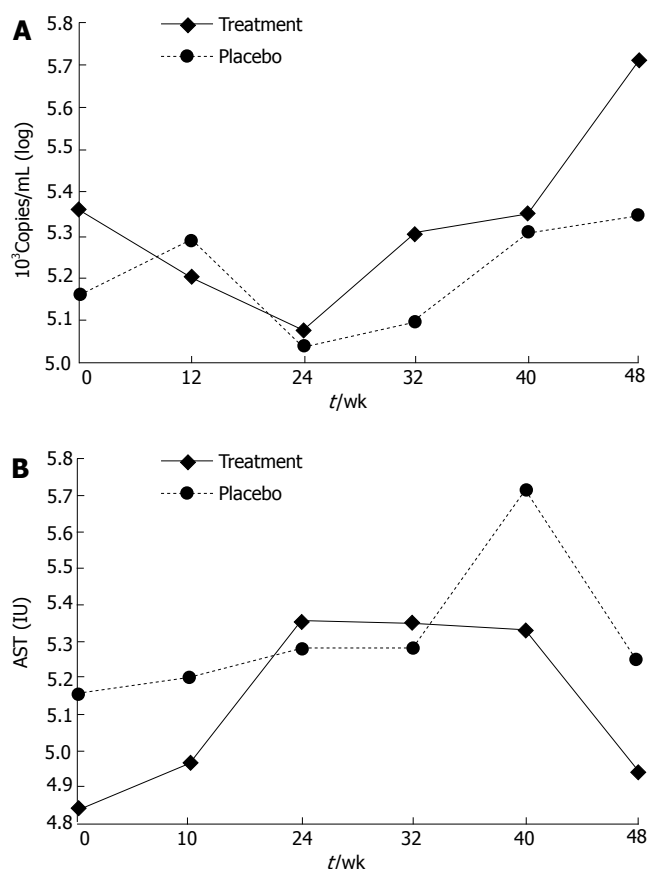 A
Treatment
Placebo
10³Copies/mL (log)
5.8
5.7
5.6
5.5
5.4
5.3
5.2
5.1
5.0
0 12 24 32 40 48
t/wk
B
Treatment
Placebo
AST (IU)
5.8
5.7
5.6
5.5
5.4
5.3
5.2
5.1
5.0
4.9
4.8
0 10 24 32 40 48
t/wk